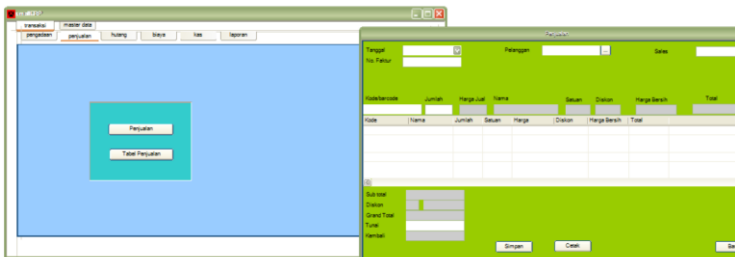 transaksi master data
pengadaan penjualan hutang biaya kas laporan
Penjualan
Tabel Penjualan
Penjualan
Tanggal Pelanggan ... Sales
No. Faktur
Kode/barcode Jumlah Harga Jual Nama Satuan Diskon Harga Bersih Total
Kode Nama Jumlah Satuan Harga Diskon Harga Bersih Total
Sub total
Diskon
Grand Total
Tunai
Kembali
Simpan Cetak